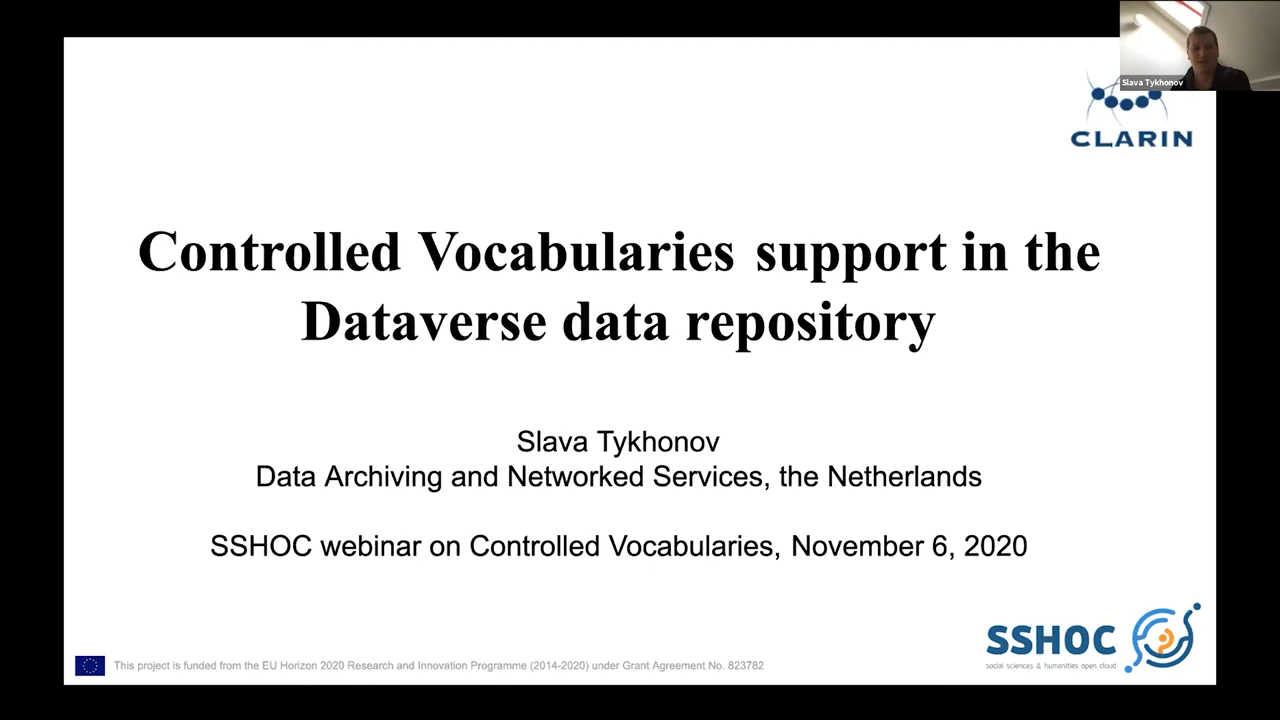 Slava Tykhonov
CLARIN
Controlled Vocabularies support in the
Dataverse data repository
Slava Tykhonov
Data Archiving and Networked Services, the Netherlands
SSHOC webinar on Controlled Vocabularies, November 6, 2020
SSHOC
social sciences & humanities open cloud
This project is funded from the EU Horizon 2020 Research and Innovation Programme (2014-2020) under Grant Agreement No. 823782